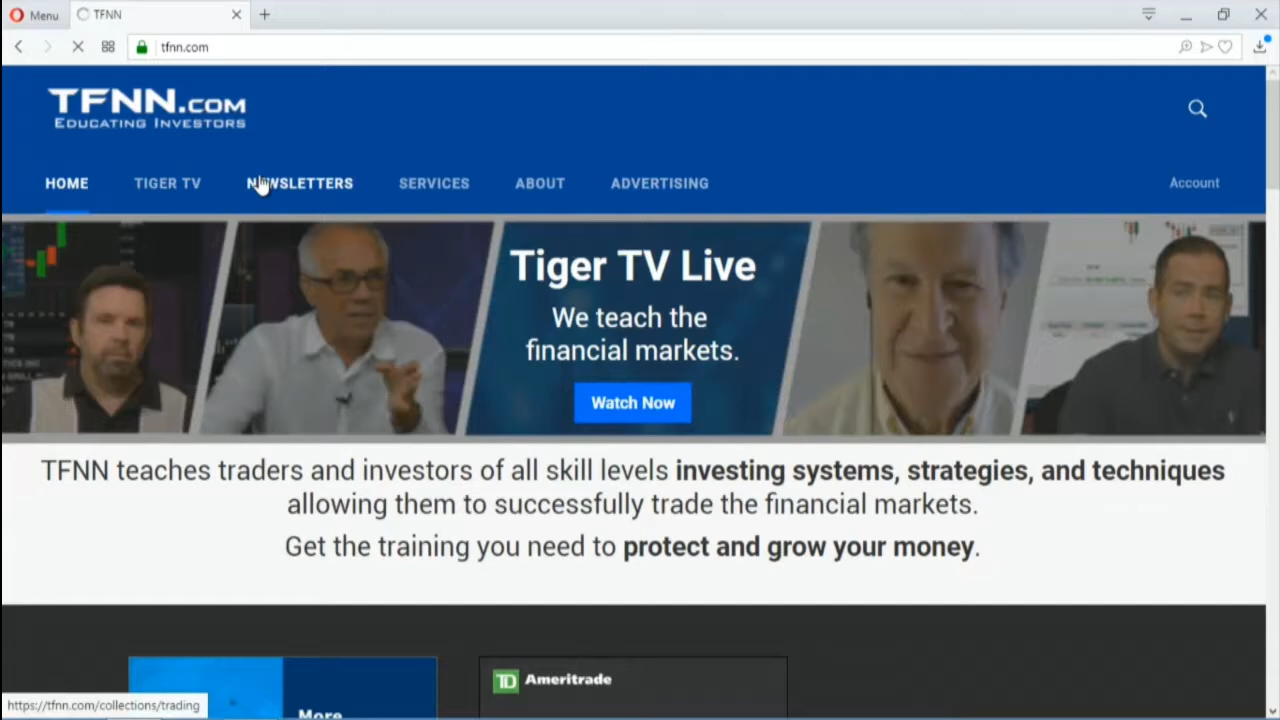 Menu
TFNN
tfnn.com
TFNN.COM
EDUCATING INVESTORS
HOME
TIGER TV
NEWSLETTERS
SERVICES
ABOUT
ADVERTISING
Account
Tiger TV Live
We teach the
financial markets.
Watch Now
TFNN teaches traders and investors of all skill levels investing systems, strategies, and techniques
allowing them to successfully trade the financial markets.
Get the training you need to protect and grow your money.
More
TD Ameritrade
https://tfnn.com/collections/trading